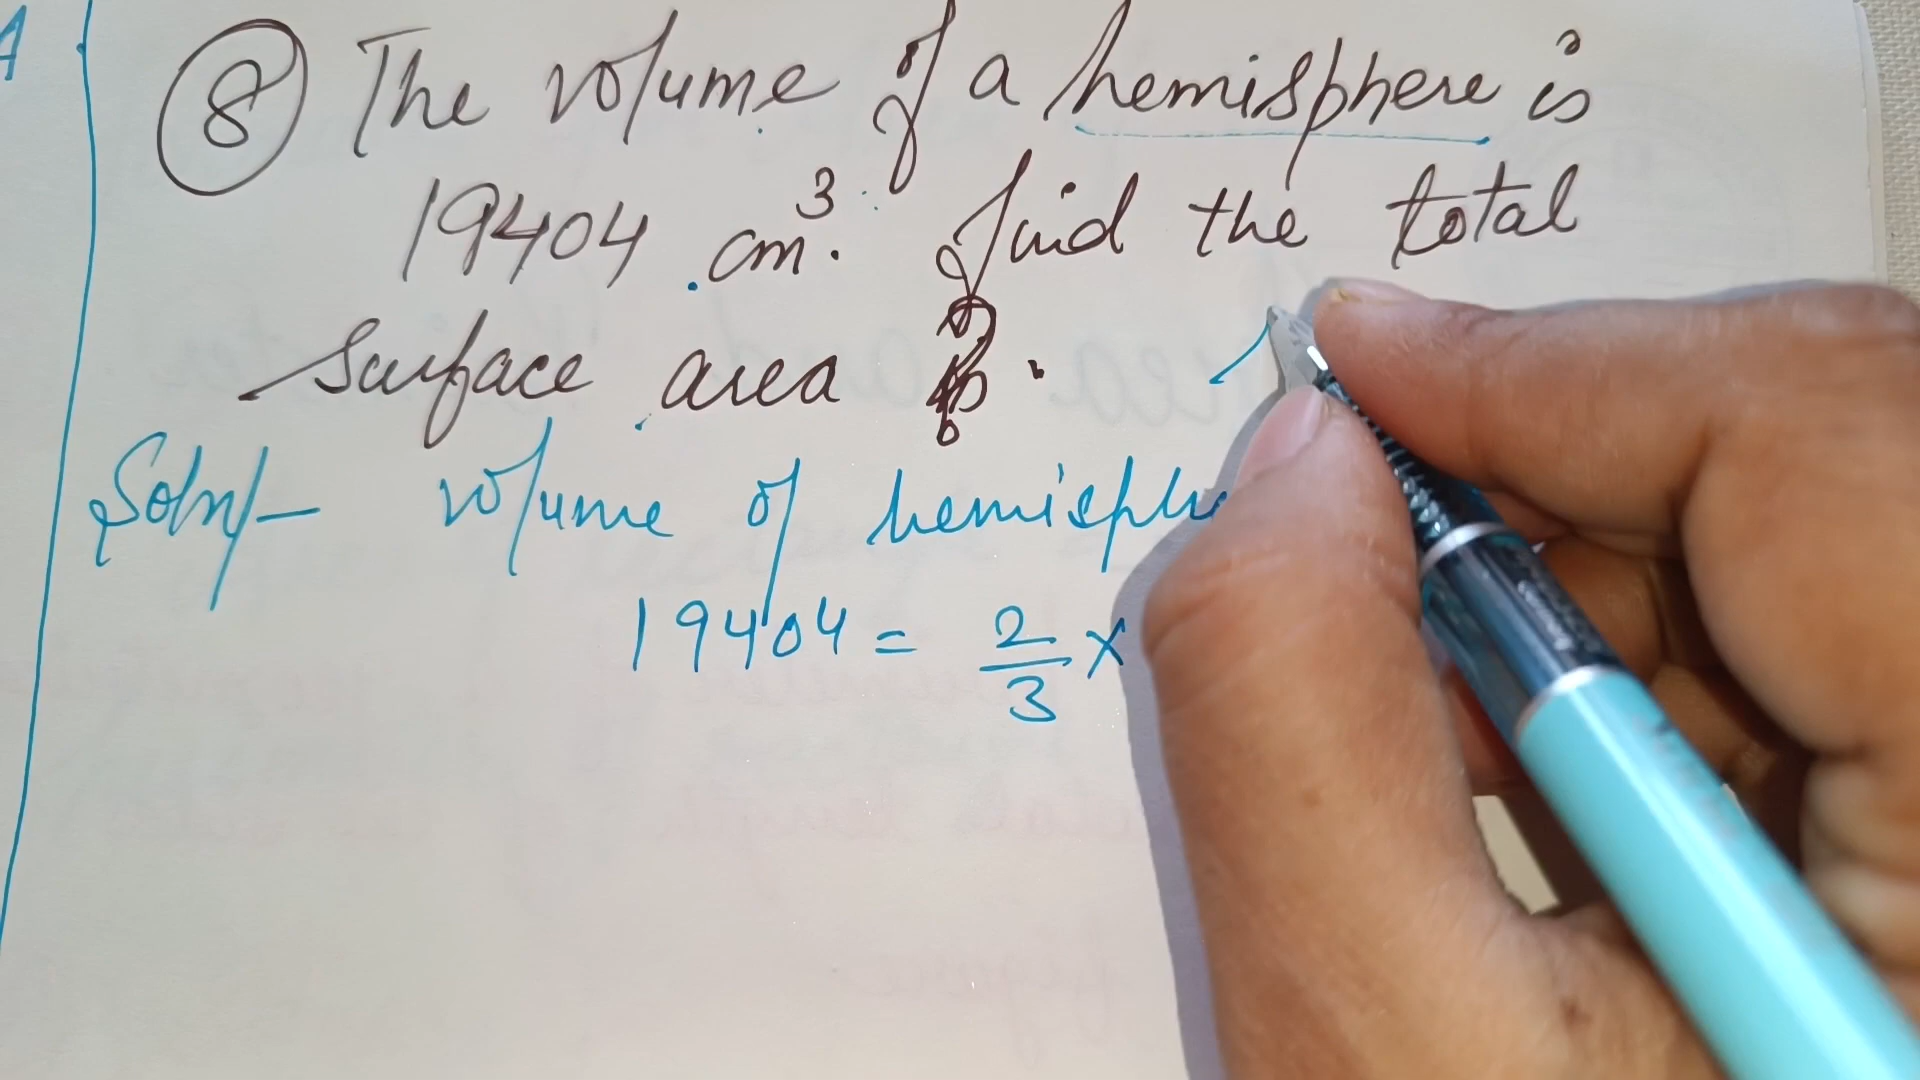 A
⑧ The volume of a hemisphere is
19404 cm³. find the total
surface area
Soln/- volume of hemisphe
19404 = 2/3 ×